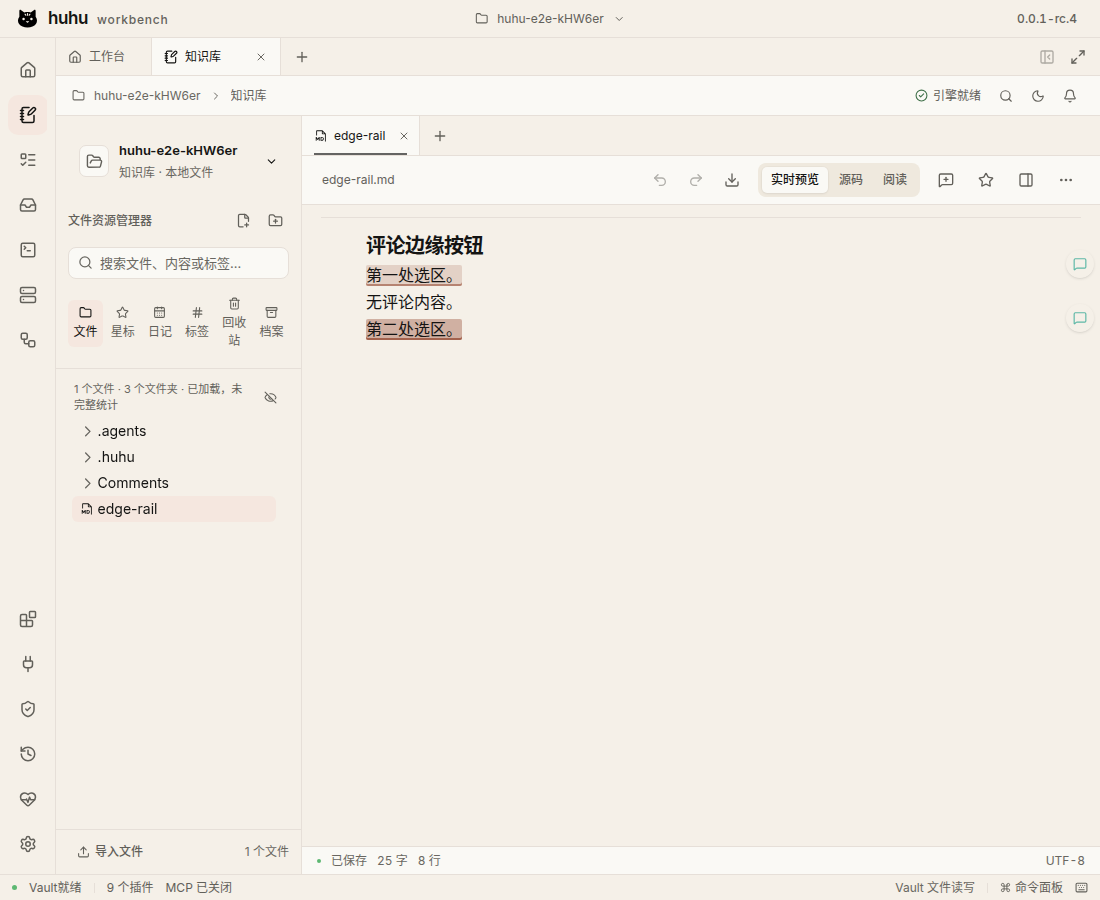 huhu workbench
huhu-e2e-kHW6er
0.0.1-rc.4
工作台
知识库
huhu-e2e-kHW6er
知识库
引擎就绪
huhu-e2e-kHW6er
知识库 · 本地文件
文件资源管理器
搜索文件、内容或标签...
文件
星标
日记
标签
回收
站
档案
1 个文件 · 3 个文件夹 · 已加载，未
完整统计
.agents
.huhu
Comments
edge-rail
导入文件
1 个文件
edge-rail
edge-rail.md
实时预览
源码
阅读
评论边缘按钮
第一处选区。
无评论内容。
第二处选区。
已保存 25 字 8 行
UTF-8
Vault就绪
9 个插件
MCP 已关闭
Vault 文件读写
⌘ 命令面板